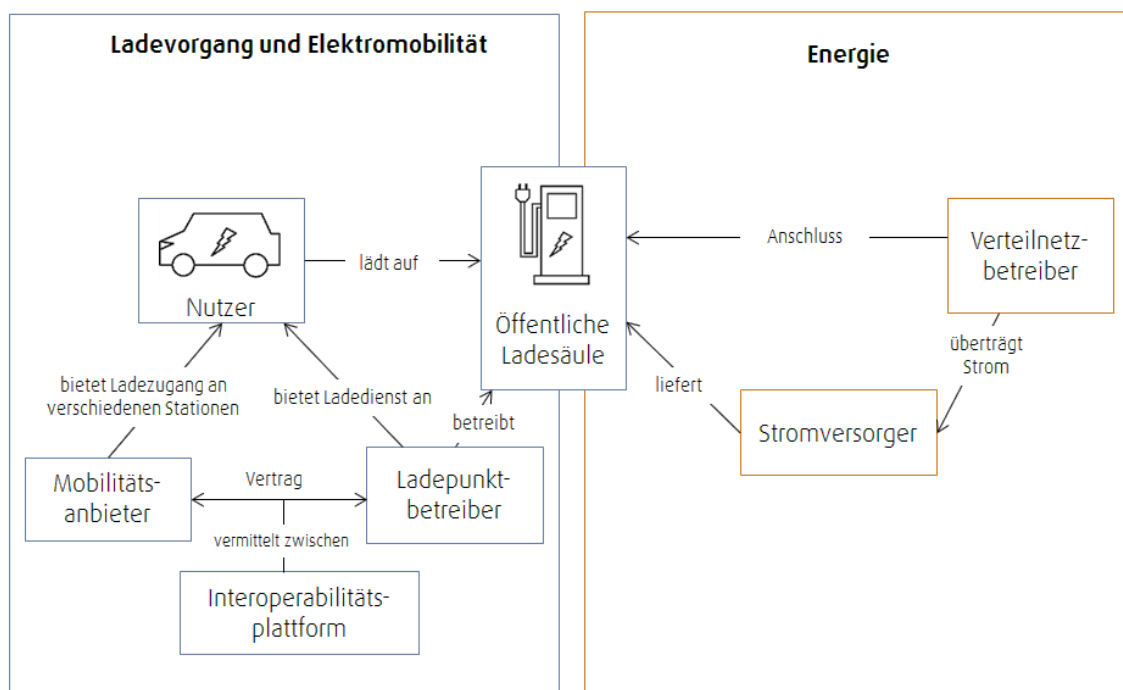 Ladevorgang und Elektromobilität
Energie
Nutzer
lädt auf
Öffentliche
Ladesäule
Anschluss
Verteilnetz-
betreiber
überträgt
Strom
liefert
Stromversorger
bietet Ladezugang an
verschiedenen Stationen
bietet Ladedienst an
betreibt
Mobilitäts-
anbieter
Vertrag
Ladepunkt-
betreiber
vermittelt zwischen
Interoperabilitäts-
plattform